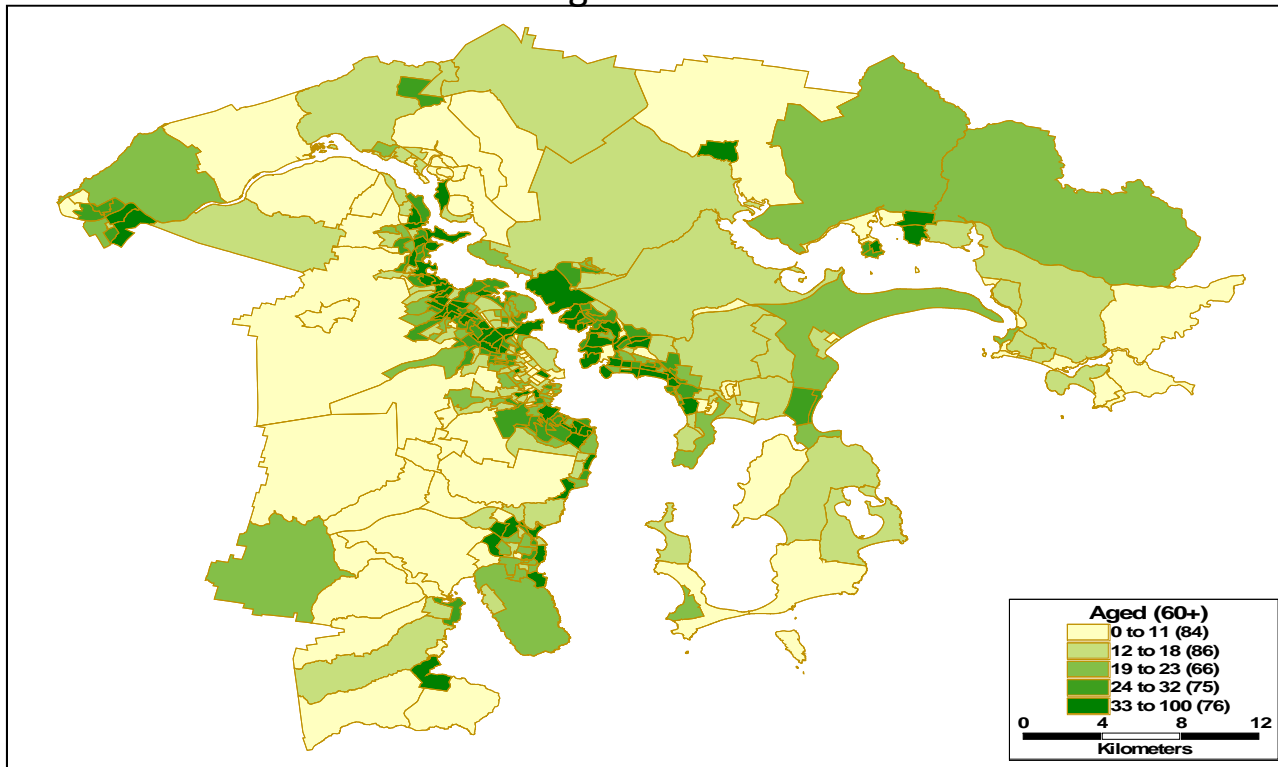 Aged (60+)
0 to 11 (84)
12 to 18 (86)
19 to 23 (66)
24 to 32 (75)
33 to 100 (76)
0 4 8 12
Kilometers